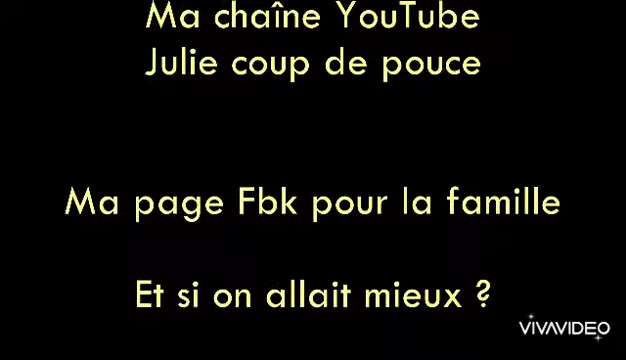 Ma chaîne YouTube
Julie coup de pouce
Ma page Fbk pour la famille
Et si on allait mieux ?
VIVAVIDEO